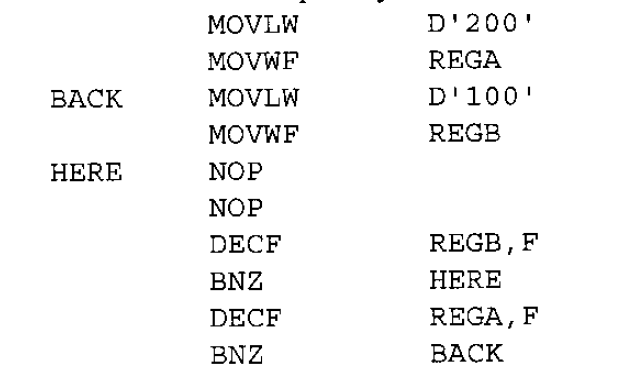 MOVLW D'200'
MOVWF REGA
BACK MOVLW D'100'
MOVWF REGB
HERE NOP
NOP
DECF REGB,F
BNZ HERE
DECF REGA,F
BNZ BACK